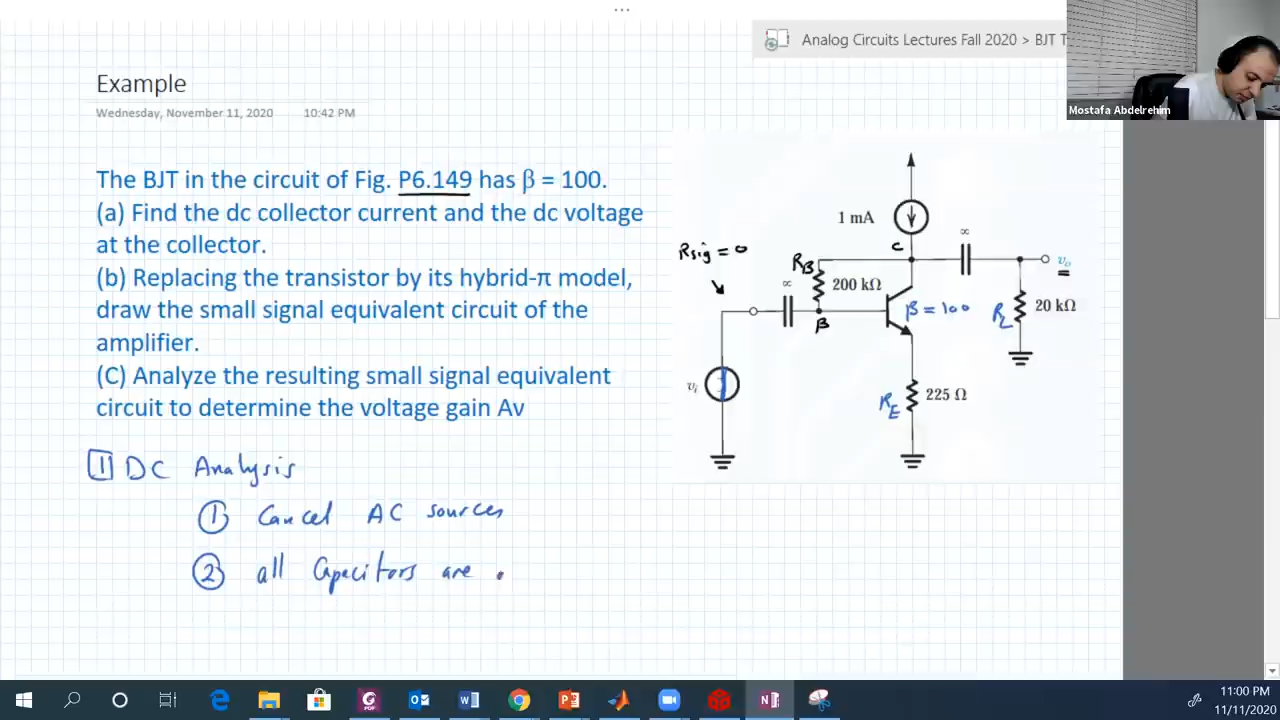 ...
Analog Circuits Lectures Fall 2020 > BJT T
Mostafa Abdelrehim
Example
Wednesday, November 11, 2020 10:42 PM
The BJT in the circuit of Fig. P6.149 has β = 100.
(a) Find the dc collector current and the dc voltage
at the collector.
(b) Replacing the transistor by its hybrid-π model,
draw the small signal equivalent circuit of the
amplifier.
(C) Analyze the resulting small signal equivalent
circuit to determine the voltage gain Av
1 DC Analysis
1 Cancel AC sources
2 all Capacitors are
1 mA
C
∞
Rsig = 0
RB
200 kΩ
vo
∞
β = 100
RL
20 kΩ
B
vi
RE
225 Ω
11:00 PM
11/11/2020